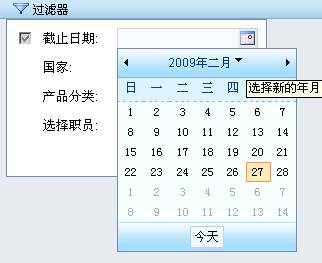 过滤器
截止日期:
国家:
产品分类:
选择职员:
2009年二月
日 一 二 三 四
选择新的年月
1 2 3 4 5 6 7
8 9 10 11 12 13 14
15 16 17 18 19 20 21
22 23 24 25 26 27 28
1 2 3 4 5 6 7
8 9 10 11 12 13 14
今天